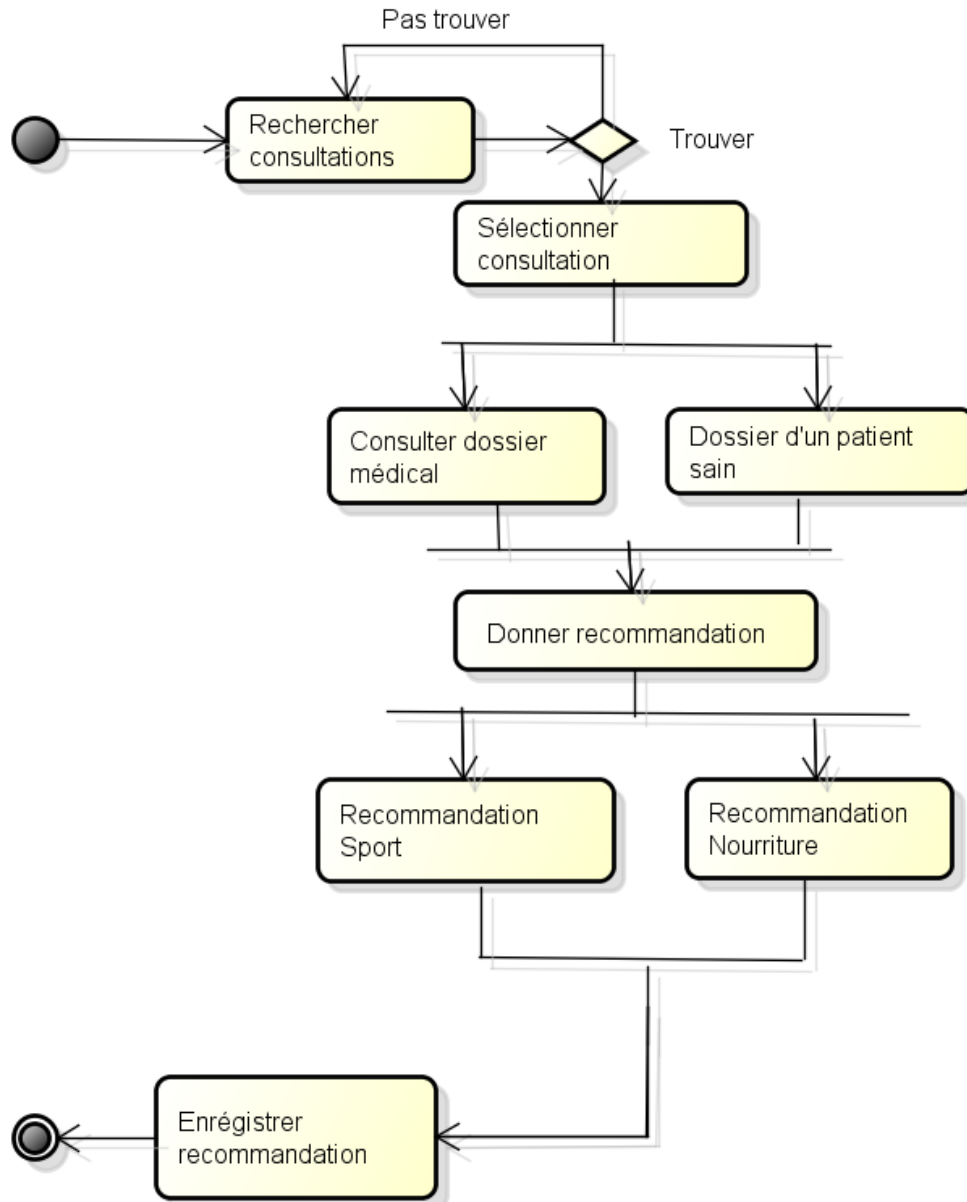 Pas trouver
Rechercher
consultations
Trouver
Sélectionner
consultation
Consulter dossier
médical
Dossier d'un patient
sain
Donner recommandation
Recommandation
Sport
Recommandation
Nourriture
Enrégistrer
recommandation